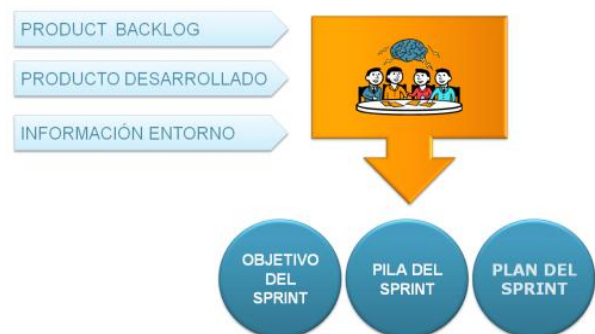 PRODUCT BACKLOG
PRODUCTO DESARROLLADO
INFORMACIÓN ENTORNO
OBJETIVO
DEL
SPRINT
PILA DEL
SPRINT
PLAN DEL
SPRINT